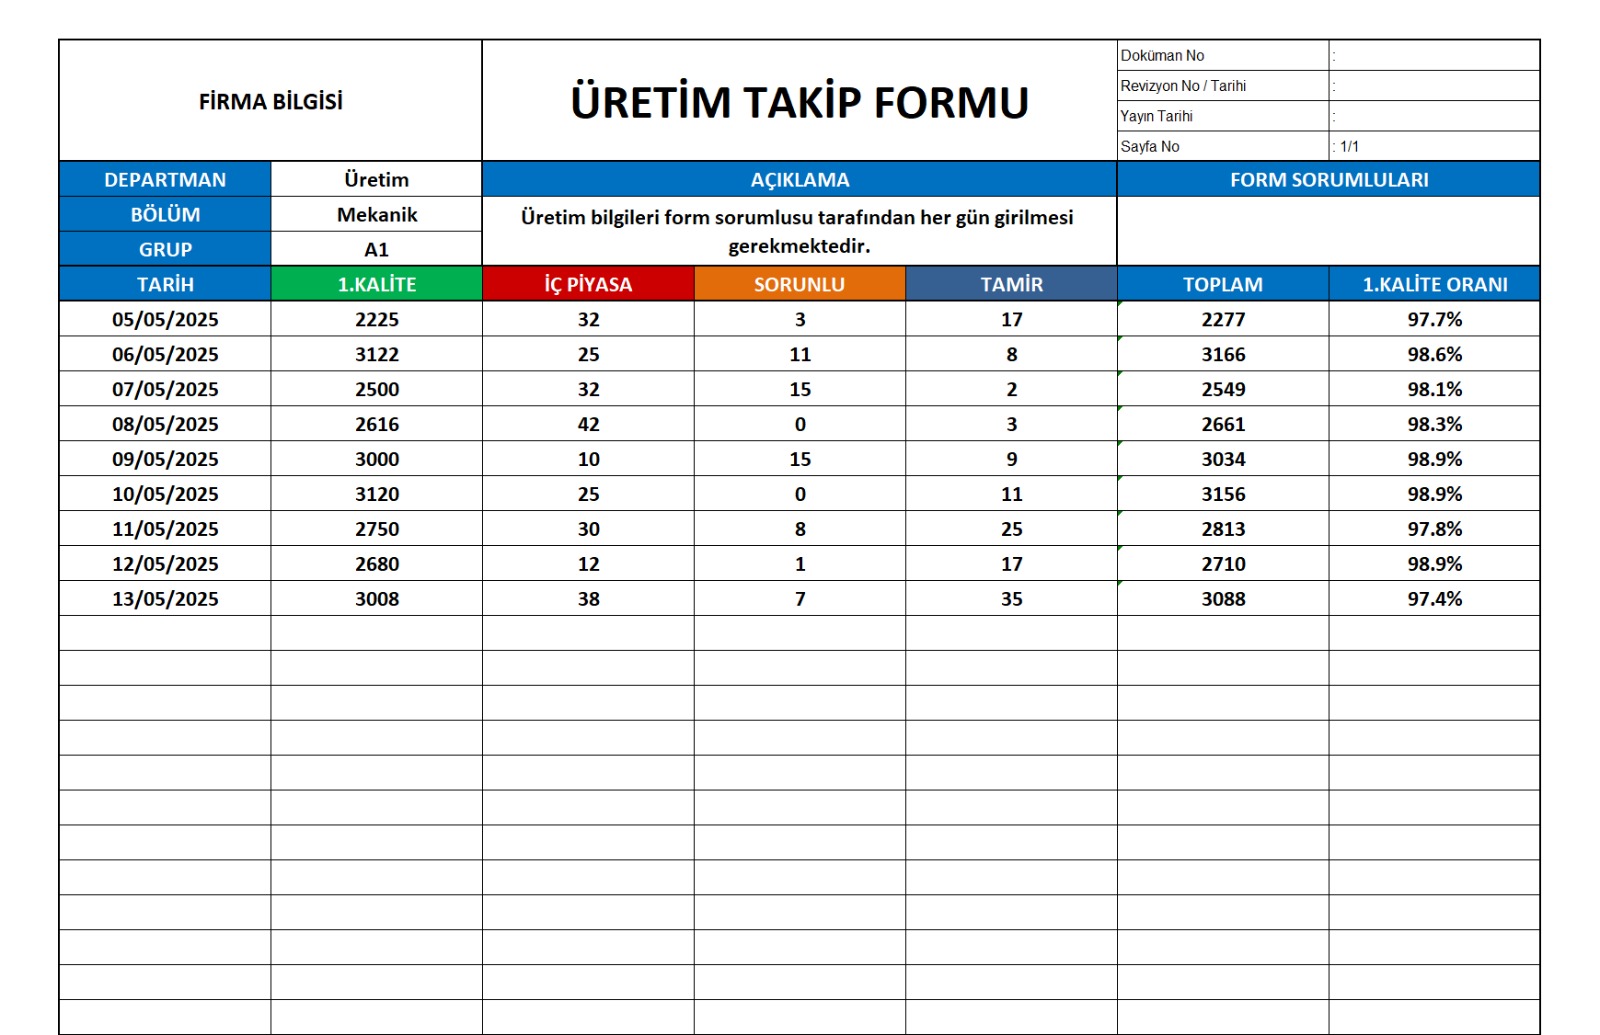 FİRMA BİLGİSİ
ÜRETİM TAKİP FORMU
Doküman No :
Revizyon No / Tarihi :
Yayın Tarihi :
Sayfa No : 1/1
DEPARTMAN Üretim AÇIKLAMA FORM SORUMLULARI
BÖLÜM Mekanik
Üretim bilgileri form sorumlusu tarafından her gün girilmesi
gerekmektedir.
GRUP A1
TARİH 1.KALİTE İÇ PİYASA SORUNLU TAMİR TOPLAM 1.KALİTE ORANI
05/05/2025 2225 32 3 17 2277 97.7%
06/05/2025 3122 25 11 8 3166 98.6%
07/05/2025 2500 32 15 2 2549 98.1%
08/05/2025 2616 42 0 3 2661 98.3%
09/05/2025 3000 10 15 9 3034 98.9%
10/05/2025 3120 25 0 11 3156 98.9%
11/05/2025 2750 30 8 25 2813 97.8%
12/05/2025 2680 12 1 17 2710 98.9%
13/05/2025 3008 38 7 35 3088 97.4%